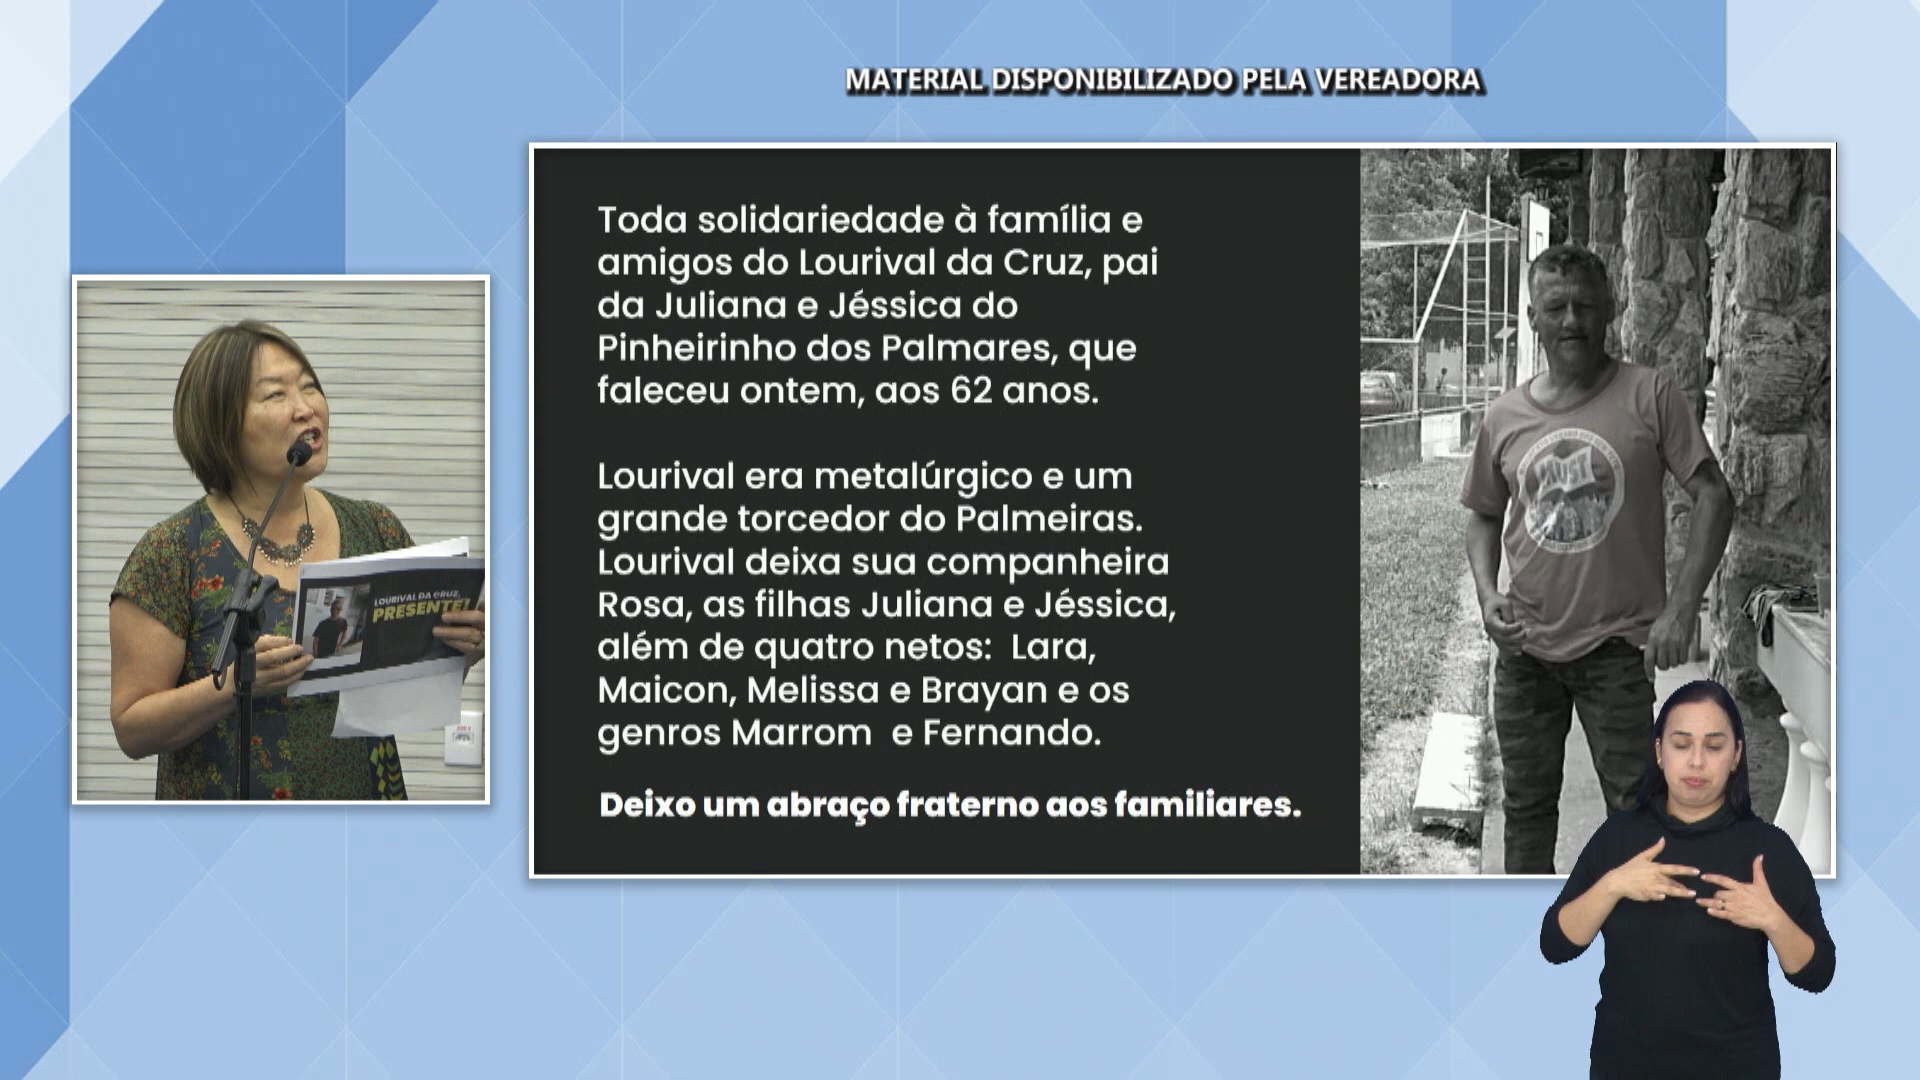 MATERIAL DISPONIBILIZADO PELA VEREADORA
Toda solidariedade à família e
amigos do Lourival da Cruz, pai
da Juliana e Jéssica do
Pinheirinho dos Palmares, que
faleceu ontem, aos 62 anos.
Lourival era metalúrgico e um
grande torcedor do Palmeiras.
Lourival deixa sua companheira
Rosa, as filhas Juliana e Jéssica,
além de quatro netos:  Lara,
Maicon, Melissa e Brayan e os
genros Marrom  e Fernando.
Deixo um abraço fraterno aos familiares.
LOURIVAL DA CRUZ,
PRESENTE!
MUST